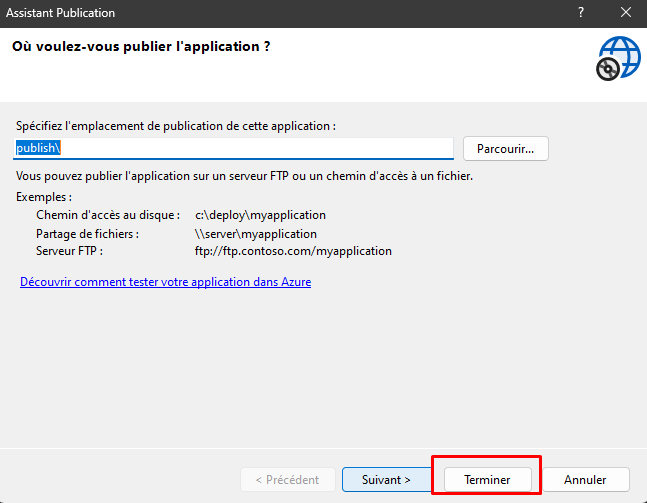 Assistant Publication
?
Où voulez-vous publier l'application ?
Spécifiez l'emplacement de publication de cette application :
publish\
Parcourir...
Vous pouvez publier l'application sur un serveur FTP ou un chemin d'accès à un fichier.
Exemples :
Chemin d'accès au disque : c:\deploy\myapplication
Partage de fichiers : \\server\myapplication
Serveur FTP : ftp://ftp.contoso.com/myapplication
Découvrir comment tester votre application dans Azure
< Précédent Suivant > Terminer Annuler